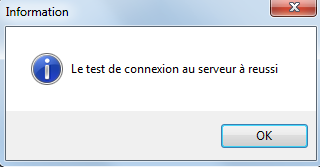 Information
Le test de connexion au serveur à reussi
OK